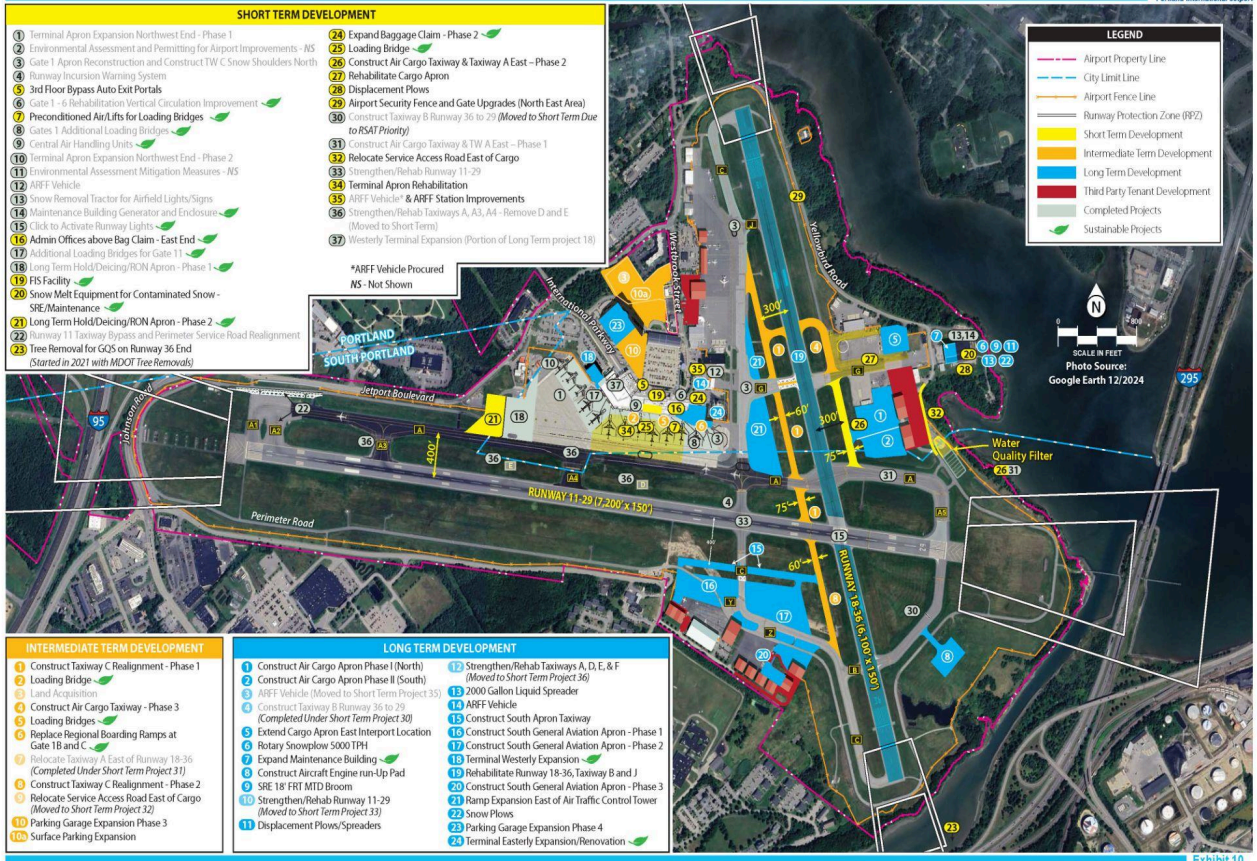 Portland International Jetport
SHORT TERM DEVELOPMENT
1 Terminal Apron Expansion Northwest End - Phase 1
2 Environmental Assessment and Permitting for Airport Improvements - NS
3 Gate 1 Apron Reconstruction and Construct TW C Snow Shoulders North
4 Runway Incursion Warning System
5 3rd Floor Bypass Auto Exit Portals
6 Gate 1 - 6 Rehabilitation Vertical Circulation Improvement
7 Preconditioned Air/Lifts for Loading Bridges
8 Gates 1 Additional Loading Bridges
9 Central Air Handling Units
10 Terminal Apron Expansion Northwest End - Phase 2
11 Environmental Assessment Mitigation Measures - NS
12 ARFF Vehicle
13 Snow Removal Tractor for Airfield Lights/Signs
14 Maintenance Building Generator and Enclosure
15 Click to Activate Runway Lights
16 Admin Offices above Bag Claim - East End
17 Additional Loading Bridges for Gate 11
18 Long Term Hold/Deicing/RON Apron - Phase 1
19 FIS Facility
20 Snow Melt Equipment for Contaminated Snow -
SRE/Maintenance
21 Long Term Hold/Deicing/RON Apron - Phase 2
22 Runway 11 Taxiway Bypass and Perimeter Service Road Realignment
23 Tree Removal for GQS on Runway 36 End
(Started in 2021 with MDOT Tree Removals)
24 Expand Baggage Claim - Phase 2
25 Loading Bridge
26 Construct Air Cargo Taxiway & Taxiway A East – Phase 2
27 Rehabilitate Cargo Apron
28 Displacement Plows
29 Airport Security Fence and Gate Upgrades (North East Area)
30 Construct Taxiway B Runway 36 to 29 (Moved to Short Term Due
to RSAT Priority)
31 Construct Air Cargo Taxiway & TW A East – Phase 1
32 Relocate Service Access Road East of Cargo
33 Strengthen/Rehab Runway 11-29
34 Terminal Apron Rehabilitation
35 ARFF Vehicle* & ARFF Station Improvements
36 Strengthen/Rehab Taxiways A, A3, A4 - Remove D and E
(Moved to Short Term)
37 Westerly Terminal Expansion (Portion of Long Term project 18)
*ARFF Vehicle Procured
NS - Not Shown
LEGEND
Airport Property Line
City Limit Line
Airport Fence Line
Runway Protection Zone (RPZ)
Short Term Development
Intermediate Term Development
Long Term Development
Third Party Tenant Development
Completed Projects
Sustainable Projects
N
0 800
SCALE IN FEET
Photo Source:
Google Earth 12/2024
295
95
Johnson Road
Jetport Boulevard
International Parkway
Westbrook Street
Yellowbird Road
Perimeter Road
PORTLAND
SOUTH PORTLAND
RUNWAY 11-29 (7,200' x 150')
RUNWAY 18-36 (6,100' x 150')
Water
Quality Filter
26 31
300'
60'
300'
75'
75'
60'
400'
A1
A2
A3
A
A4
A5
INTERMEDIATE TERM DEVELOPMENT
1 Construct Taxiway C Realignment - Phase 1
2 Loading Bridge
3 Land Acquisition
4 Construct Air Cargo Taxiway - Phase 3
5 Loading Bridges
6 Replace Regional Boarding Ramps at
Gate 1B and C
7 Relocate Taxiway A East of Runway 18-36
(Completed Under Short Term Project 31)
8 Construct Taxiway C Realignment - Phase 2
9 Relocate Service Access Road East of Cargo
(Moved to Short Term Project 32)
10 Parking Garage Expansion Phase 3
10a Surface Parking Expansion
LONG TERM DEVELOPMENT
1 Construct Air Cargo Apron Phase I (North)
2 Construct Air Cargo Apron Phase II (South)
3 ARFF Vehicle (Moved to Short Term Project 35)
4 Construct Taxiway B Runway 36 to 29
(Completed Under Short Term Project 30)
5 Extend Cargo Apron East Interport Location
6 Rotary Snowplow 5000 TPH
7 Expand Maintenance Building
8 Construct Aircraft Engine run-Up Pad
9 SRE 18' FRT MTD Broom
10 Strengthen/Rehab Runway 11-29
(Moved to Short Term Project 33)
11 Displacement Plows/Spreaders
12 Strengthen/Rehab Taxiways A, D, E, & F
(Moved to Short Term Project 36)
13 2000 Gallon Liquid Spreader
14 ARFF Vehicle
15 Construct South Apron Taxiway
16 Construct South General Aviation Apron - Phase 1
17 Construct South General Aviation Apron - Phase 2
18 Terminal Westerly Expansion
19 Rehabilitate Runway 18-36, Taxiway B and J
20 Construct South General Aviation Apron - Phase 3
21 Ramp Expansion East of Air Traffic Control Tower
22 Snow Plows
23 Parking Garage Expansion Phase 4
24 Terminal Easterly Expansion/Renovation
Exhibit 10